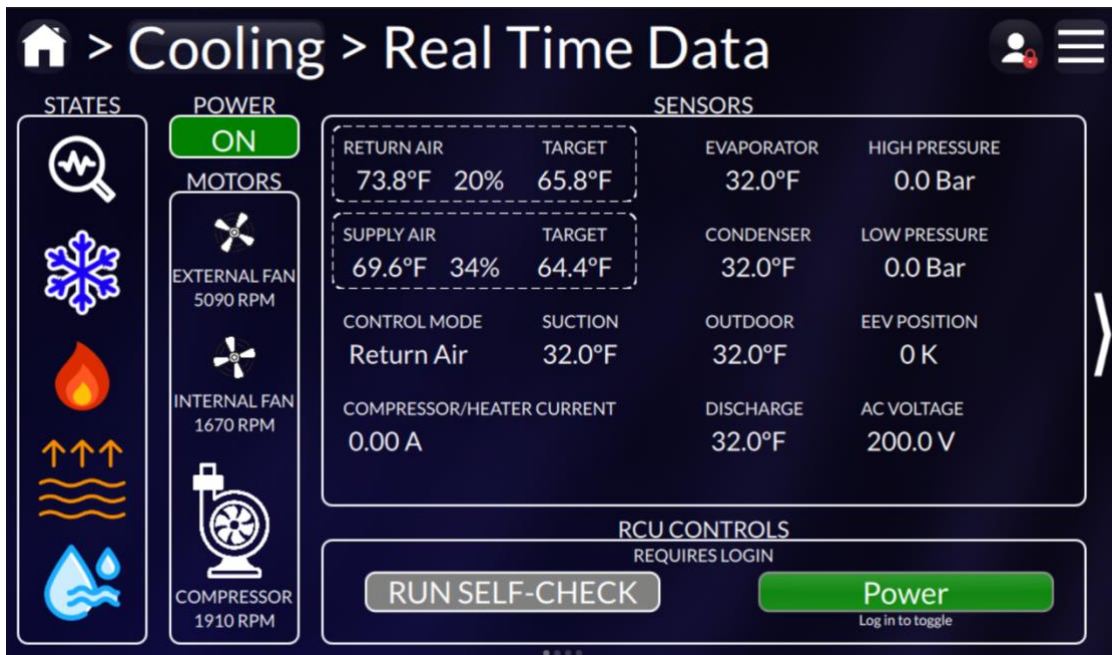 > Cooling > Real Time Data
STATES
POWER
ON
MOTORS
EXTERNAL FAN
5090 RPM
INTERNAL FAN
1670 RPM
COMPRESSOR
1910 RPM
SENSORS
RETURN AIR TARGET EVAPORATOR HIGH PRESSURE
73.8°F 20% 65.8°F 32.0°F 0.0 Bar
SUPPLY AIR TARGET CONDENSER LOW PRESSURE
69.6°F 34% 64.4°F 32.0°F 0.0 Bar
CONTROL MODE SUCTION OUTDOOR EEV POSITION
Return Air 32.0°F 32.0°F 0 K
COMPRESSOR/HEATER CURRENT DISCHARGE AC VOLTAGE
0.00 A 32.0°F 200.0 V
RCU CONTROLS
REQUIRES LOGIN
RUN SELF-CHECK Power
Log in to toggle